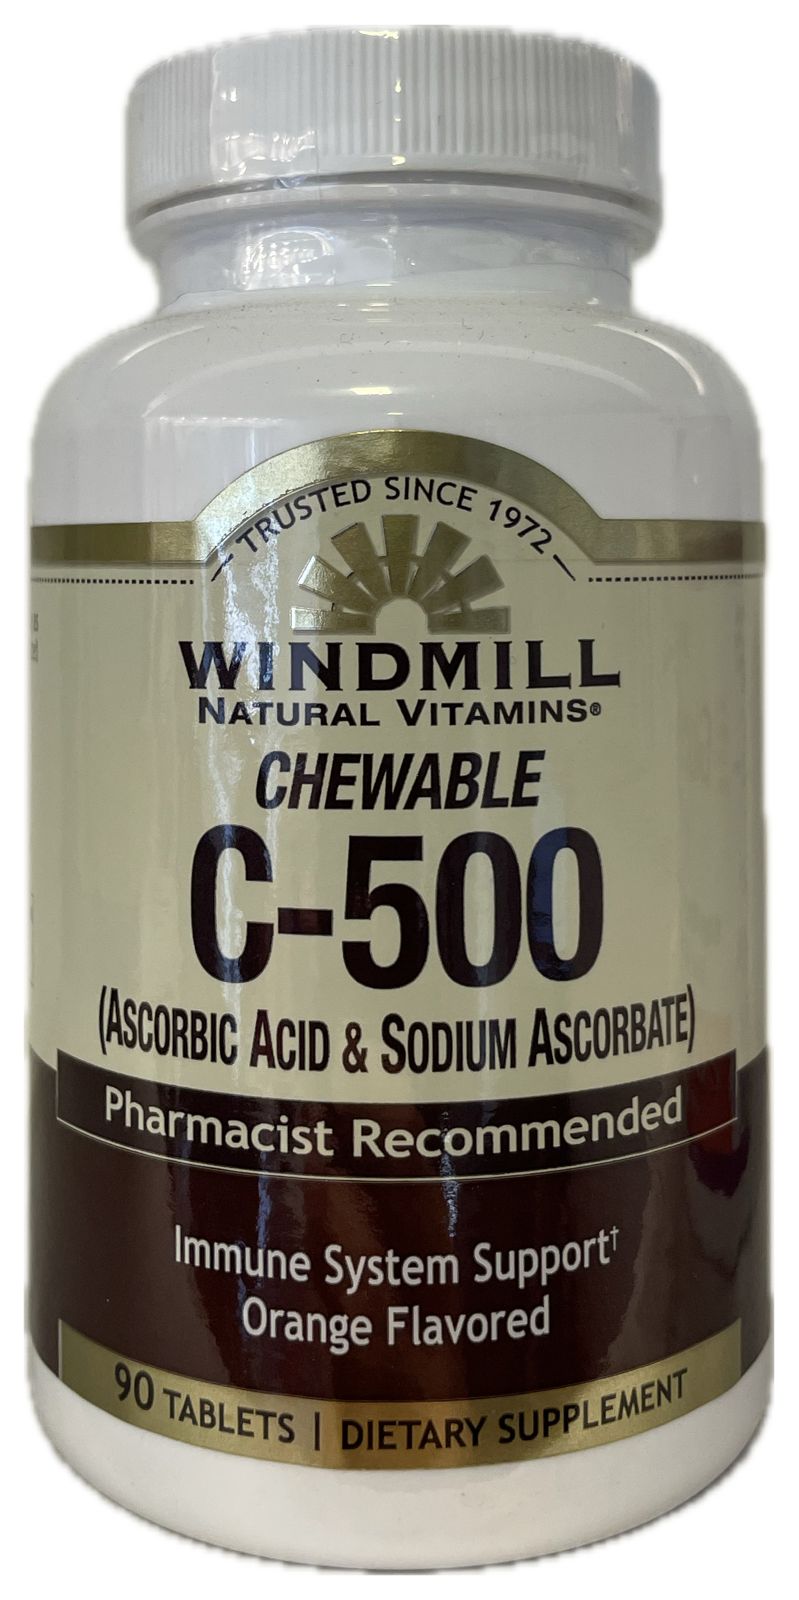 TRUSTED SINCE 1972
WINDMILL
NATURAL VITAMINS®
CHEWABLE
C-500
(ASCORBIC ACID & SODIUM ASCORBATE)
Pharmacist Recommended
Immune System Support†
Orange Flavored
90 TABLETS | DIETARY SUPPLEMENT